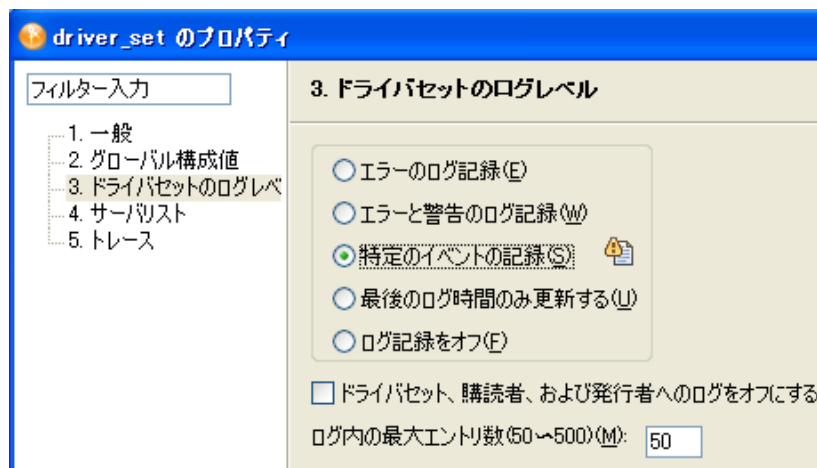 driver_set のプロパティ
フィルター入力
1. 一般
2. グローバル構成値
3. ドライバセットのログレベ
4. サーバリスト
5. トレース
3. ドライバセットのログレベル
エラーのログ記録(E)
エラーと警告のログ記録(W)
特定のイベントの記録(S)
最後のログ時間のみ更新する(U)
ログ記録をオフ(F)
ドライバセット、購読者、および発行者へのログをオフにする
ログ内の最大エントリ数(50~500)(M):
50